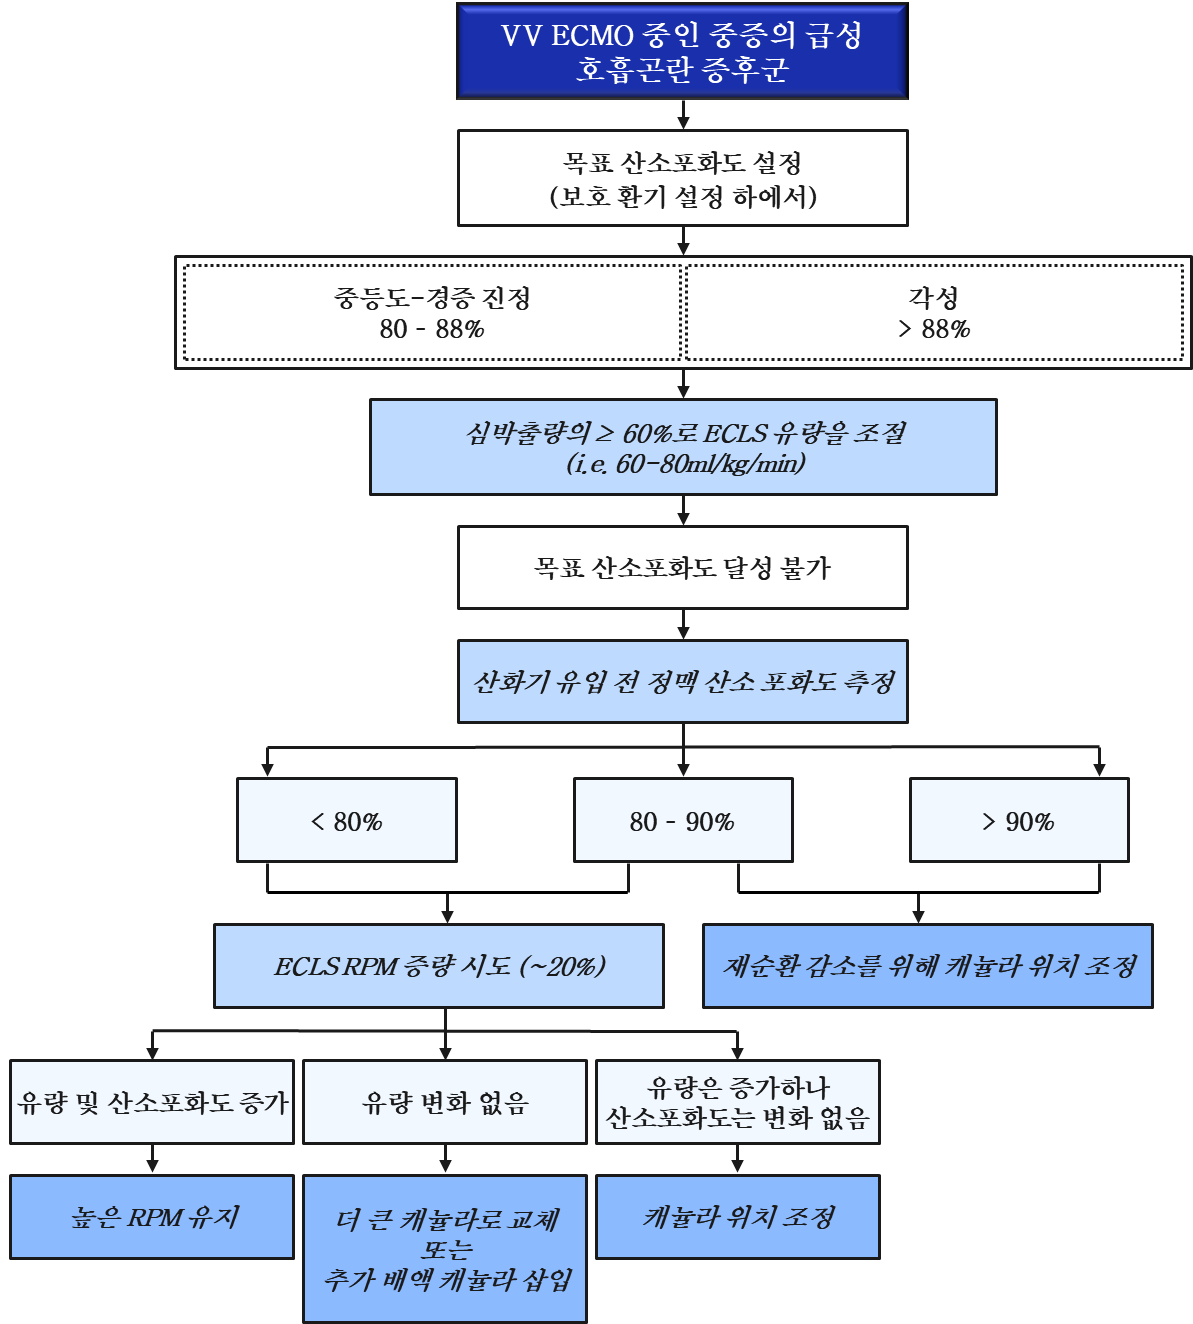 VV ECMO 중인 중증의 급성
호흡곤란 증후군
목표 산소포화도 설정
(보호 환기 설정 하에서)
중등도-경증 진정
80 - 88%
각성
> 88%
심박출량의 ≥ 60%로 ECLS 유량을 조절
(i.e. 60-80ml/kg/min)
목표 산소포화도 달성 불가
산화기 유입 전 정맥 산소 포화도 측정
< 80%
80 - 90%
> 90%
ECLS RPM 증량 시도 (~20%)
재순환 감소를 위해 캐뉼라 위치 조정
유량 및 산소포화도 증가
유량 변화 없음
유량은 증가하나
산소포화도는 변화 없음
높은 RPM 유지
더 큰 캐뉼라로 교체
또는
추가 배액 캐뉼라 삽입
캐뉼라 위치 조정